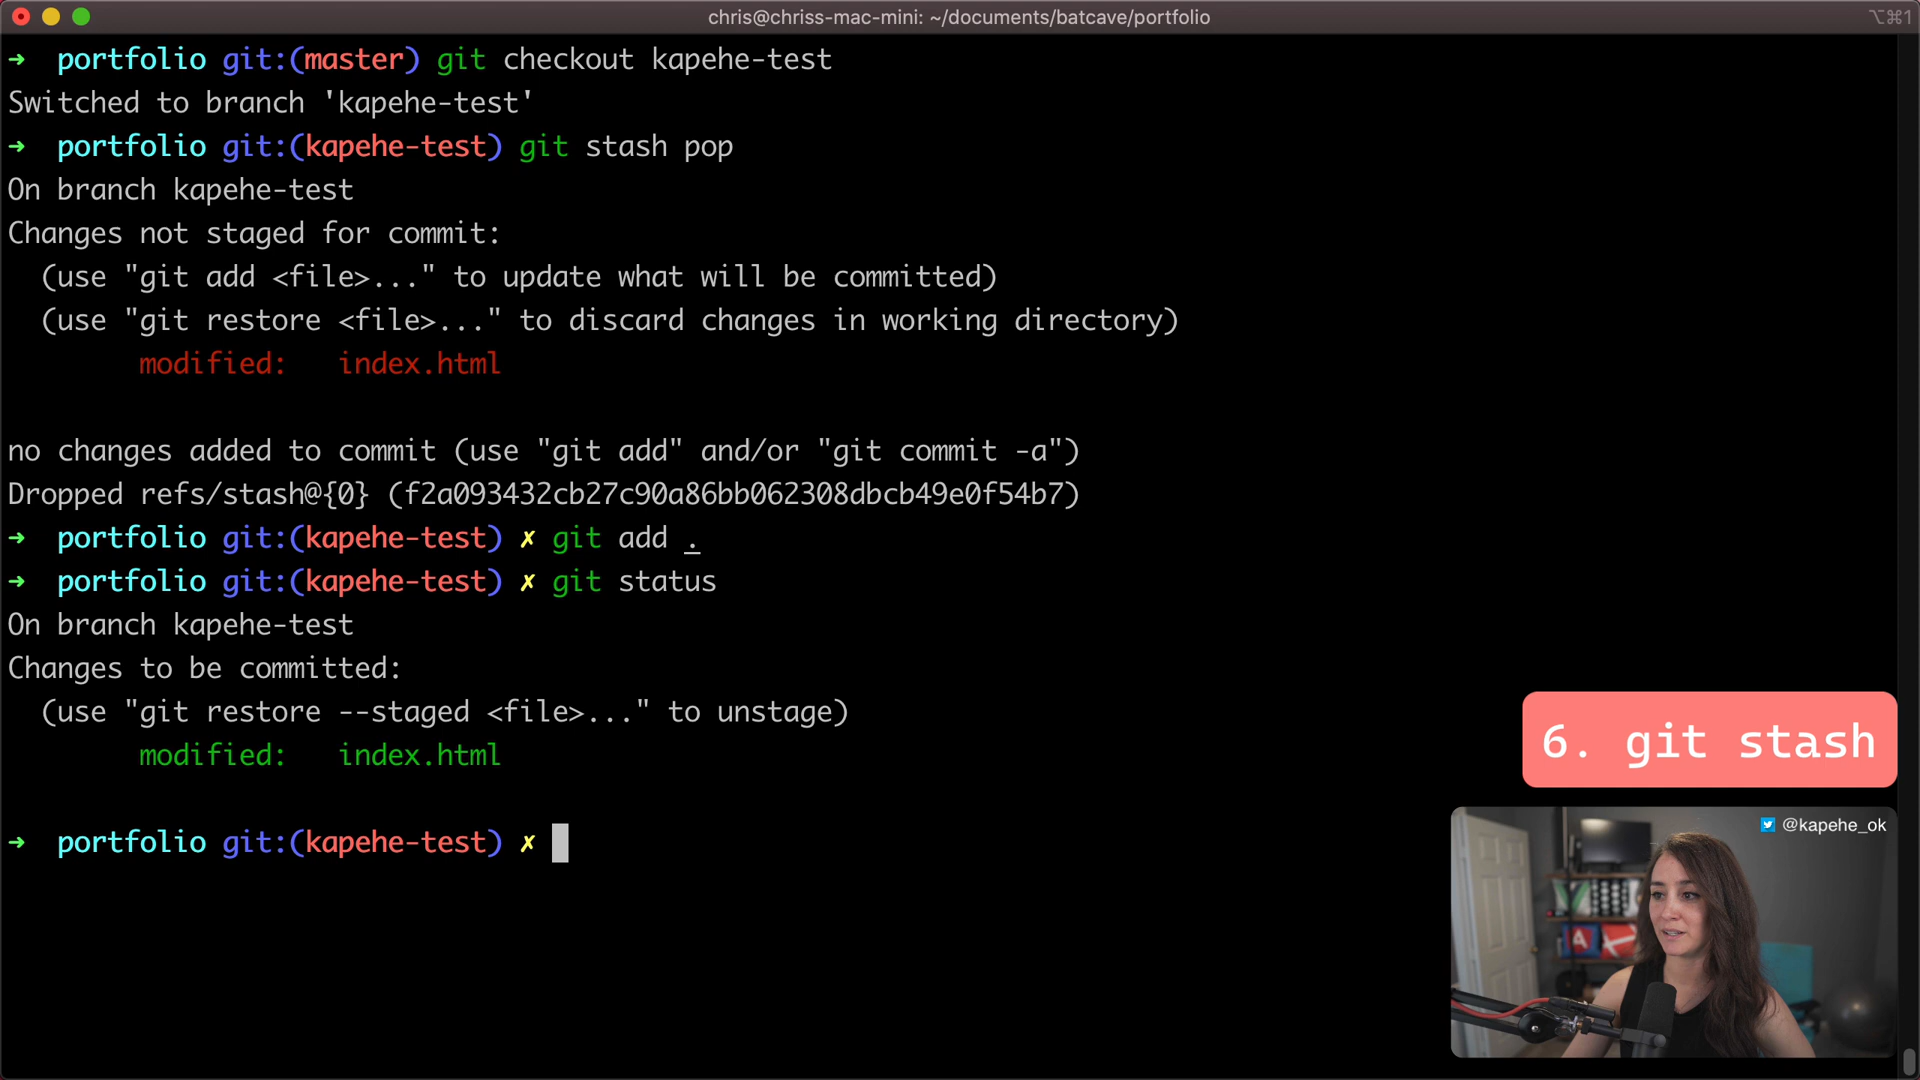 chris@chriss-mac-mini: ~/documents/batcave/portfolio
⌥⌘1
➜ portfolio git:(master) git checkout kapehe-test
Switched to branch 'kapehe-test'
➜ portfolio git:(kapehe-test) git stash pop
On branch kapehe-test
Changes not staged for commit:
(use "git add <file>..." to update what will be committed)
(use "git restore <file>..." to discard changes in working directory)
modified: index.html
no changes added to commit (use "git add" and/or "git commit -a")
Dropped refs/stash@{0} (f2a093432cb27c90a86bb062308dbcb49e0f54b7)
➜ portfolio git:(kapehe-test) ✗ git add .
➜ portfolio git:(kapehe-test) ✗ git status
On branch kapehe-test
Changes to be committed:
(use "git restore --staged <file>..." to unstage)
modified: index.html
➜ portfolio git:(kapehe-test) ✗
6. git stash
@kapehe_ok
A